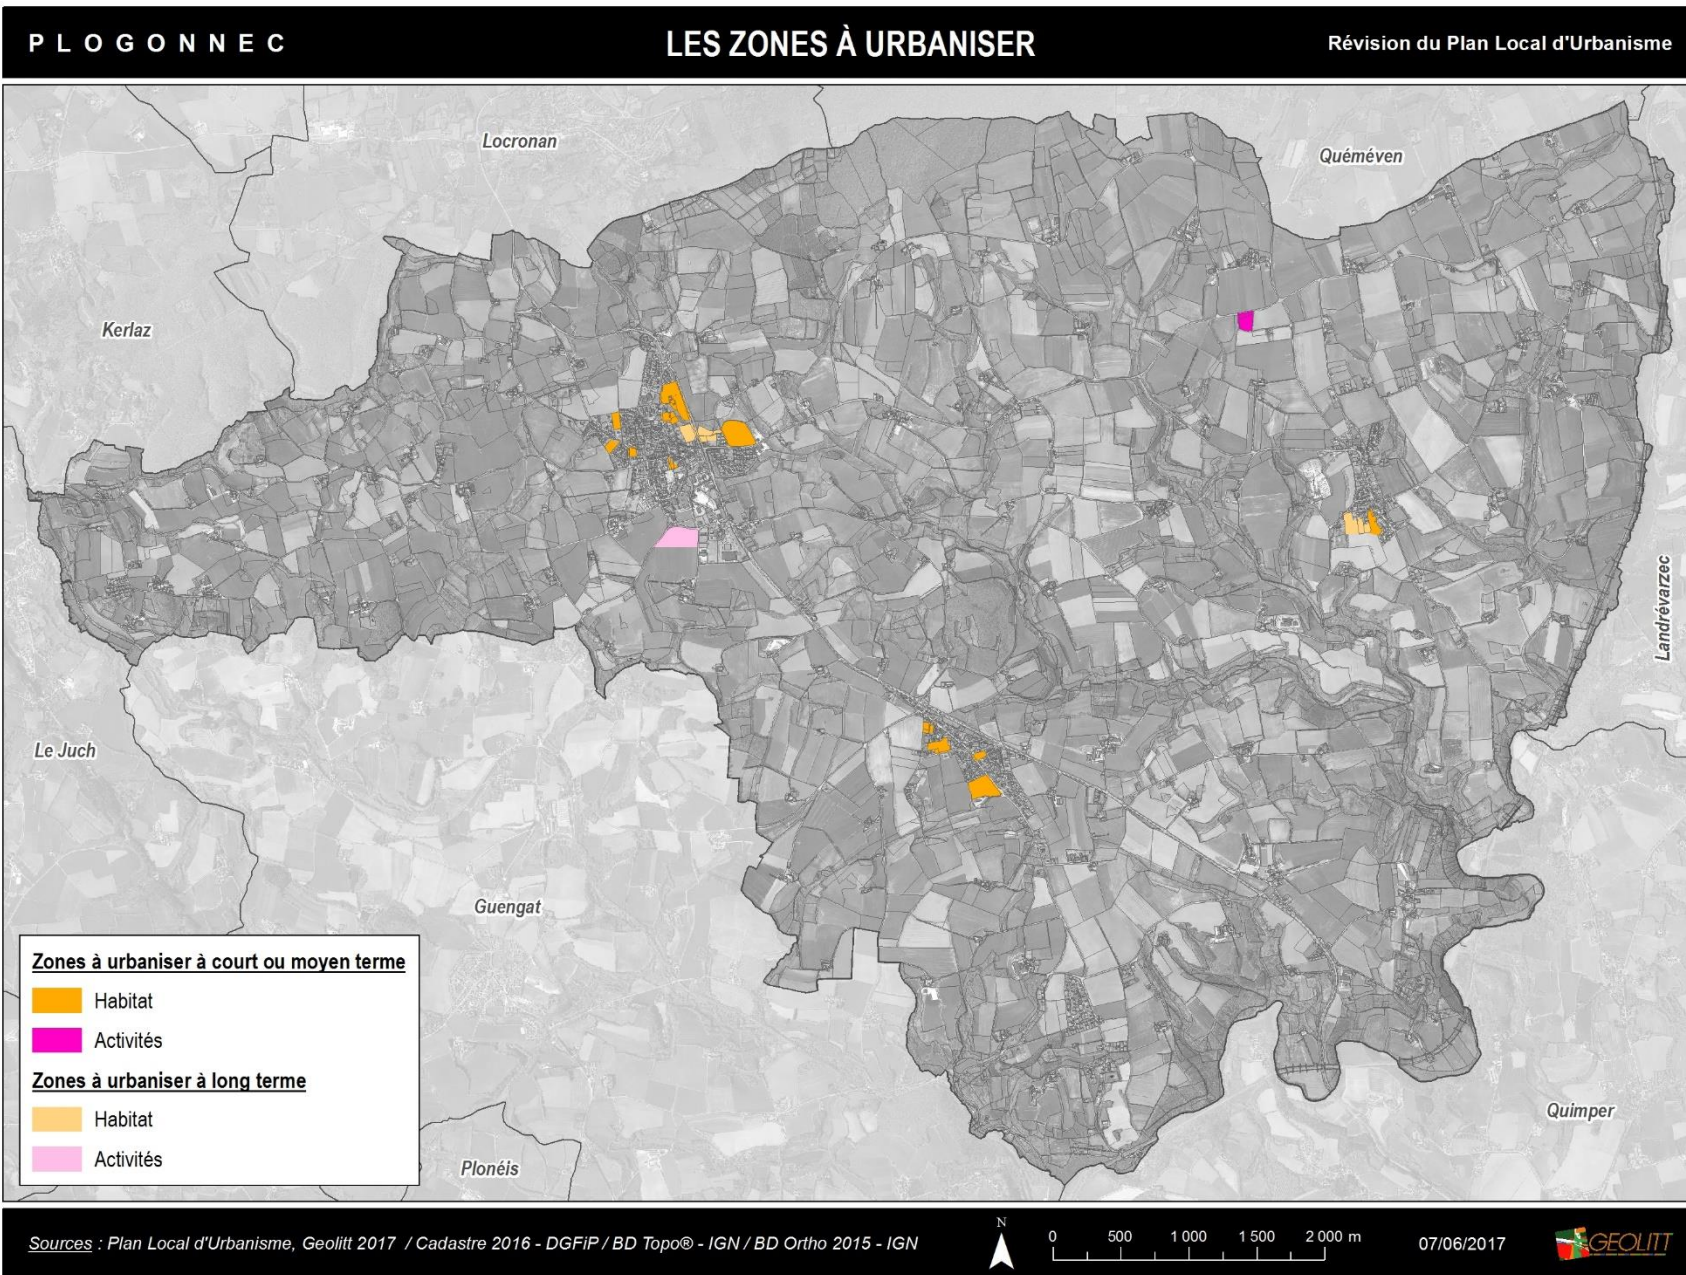 PLOGONNEC
LES ZONES À URBANISER
Révision du Plan Local d'Urbanisme
Locronan
Quéméven
Kerlaz
Landrévarzec
Le Juch
Guengat
Quimper
Plonéis
Zones à urbaniser à court ou moyen terme
Habitat
Activités
Zones à urbaniser à long terme
Habitat
Activités
Sources : Plan Local d'Urbanisme, Geolitt 2017 / Cadastre 2016 - DGFiP / BD Topo® - IGN / BD Ortho 2015 - IGN
N
0 500 1 000 1 500 2 000 m
07/06/2017
GEOLITT